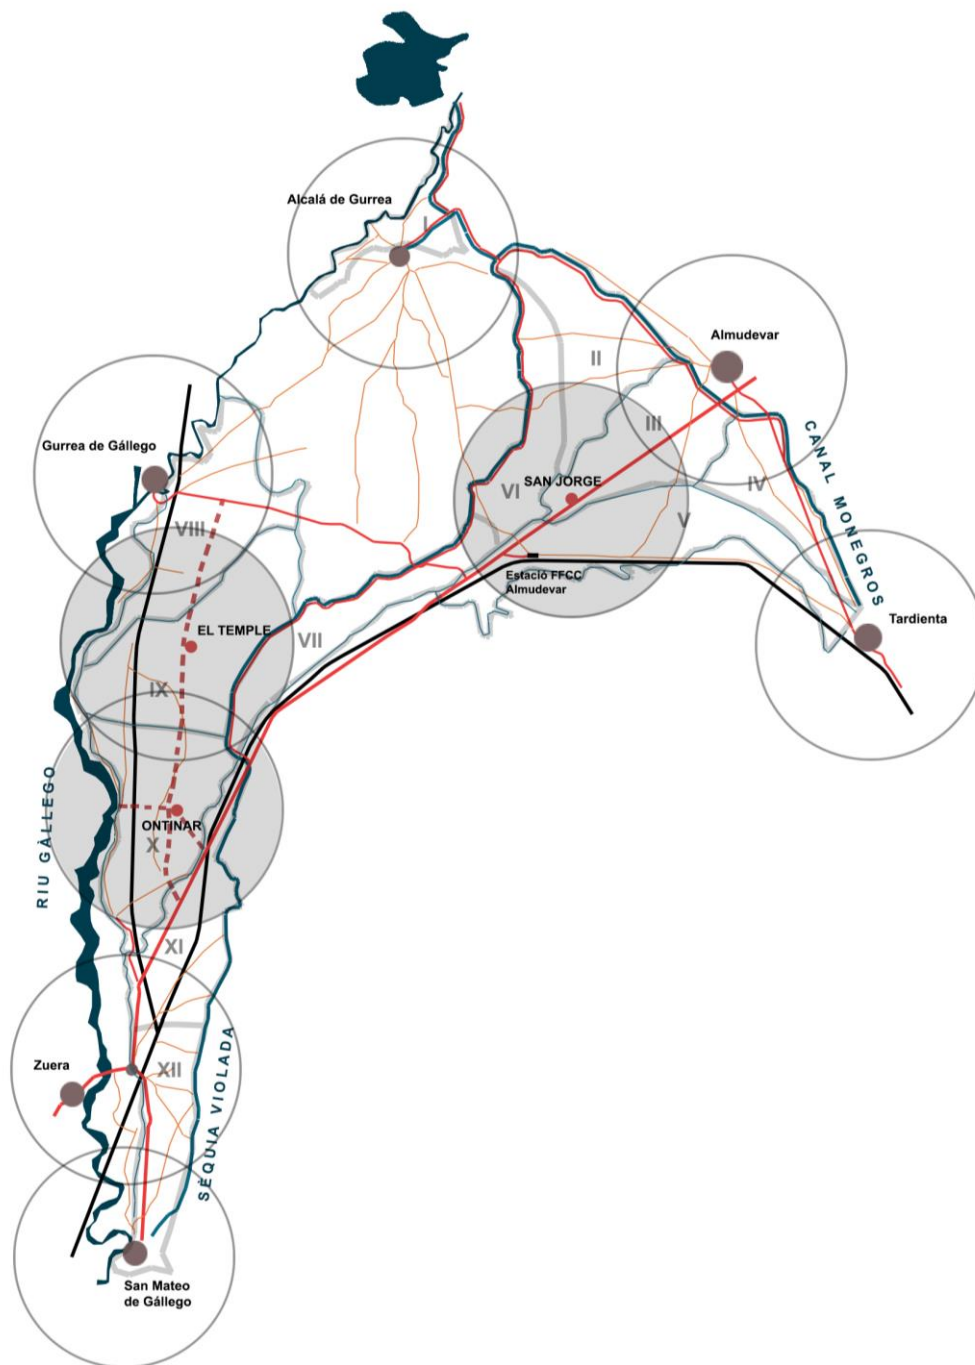 Alcalá de Gurrea
I
Almudevar
II
III
CANAL MONEGROS
Gurrea de Gállego
SAN JORGE
VI
IV
V
VIII
Estació FFCC
Almudevar
Tardienta
EL TEMPLE
VII
IX
RIU GÀLLEGO
ONTINAR
X
XI
Zuera
XII
SÈQUIA VIOLADA
San Mateo
de Gállego